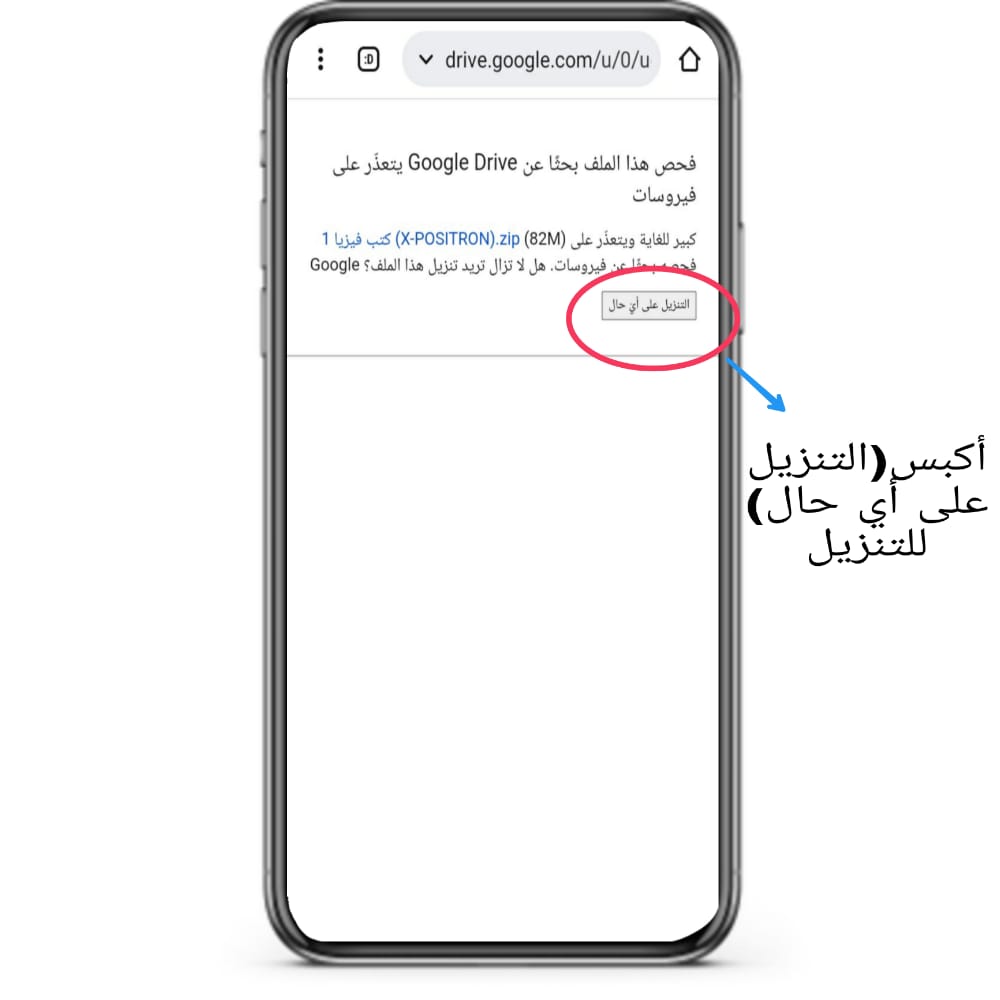 :D
drive.google.com/u/0/u
يتعذّر على Google Drive فحص هذا الملف بحثًا عن
فيروسات
كتب فيزيا 1 (X-POSITRON).zip (82M) كبير للغاية ويتعذّر على
Google فحصه بحثًا عن فيروسات. هل لا تزال تريد تنزيل هذا الملف؟
التنزيل على أيّ حال
أكبس(التنزيل
على أي حال)
للتنزيل